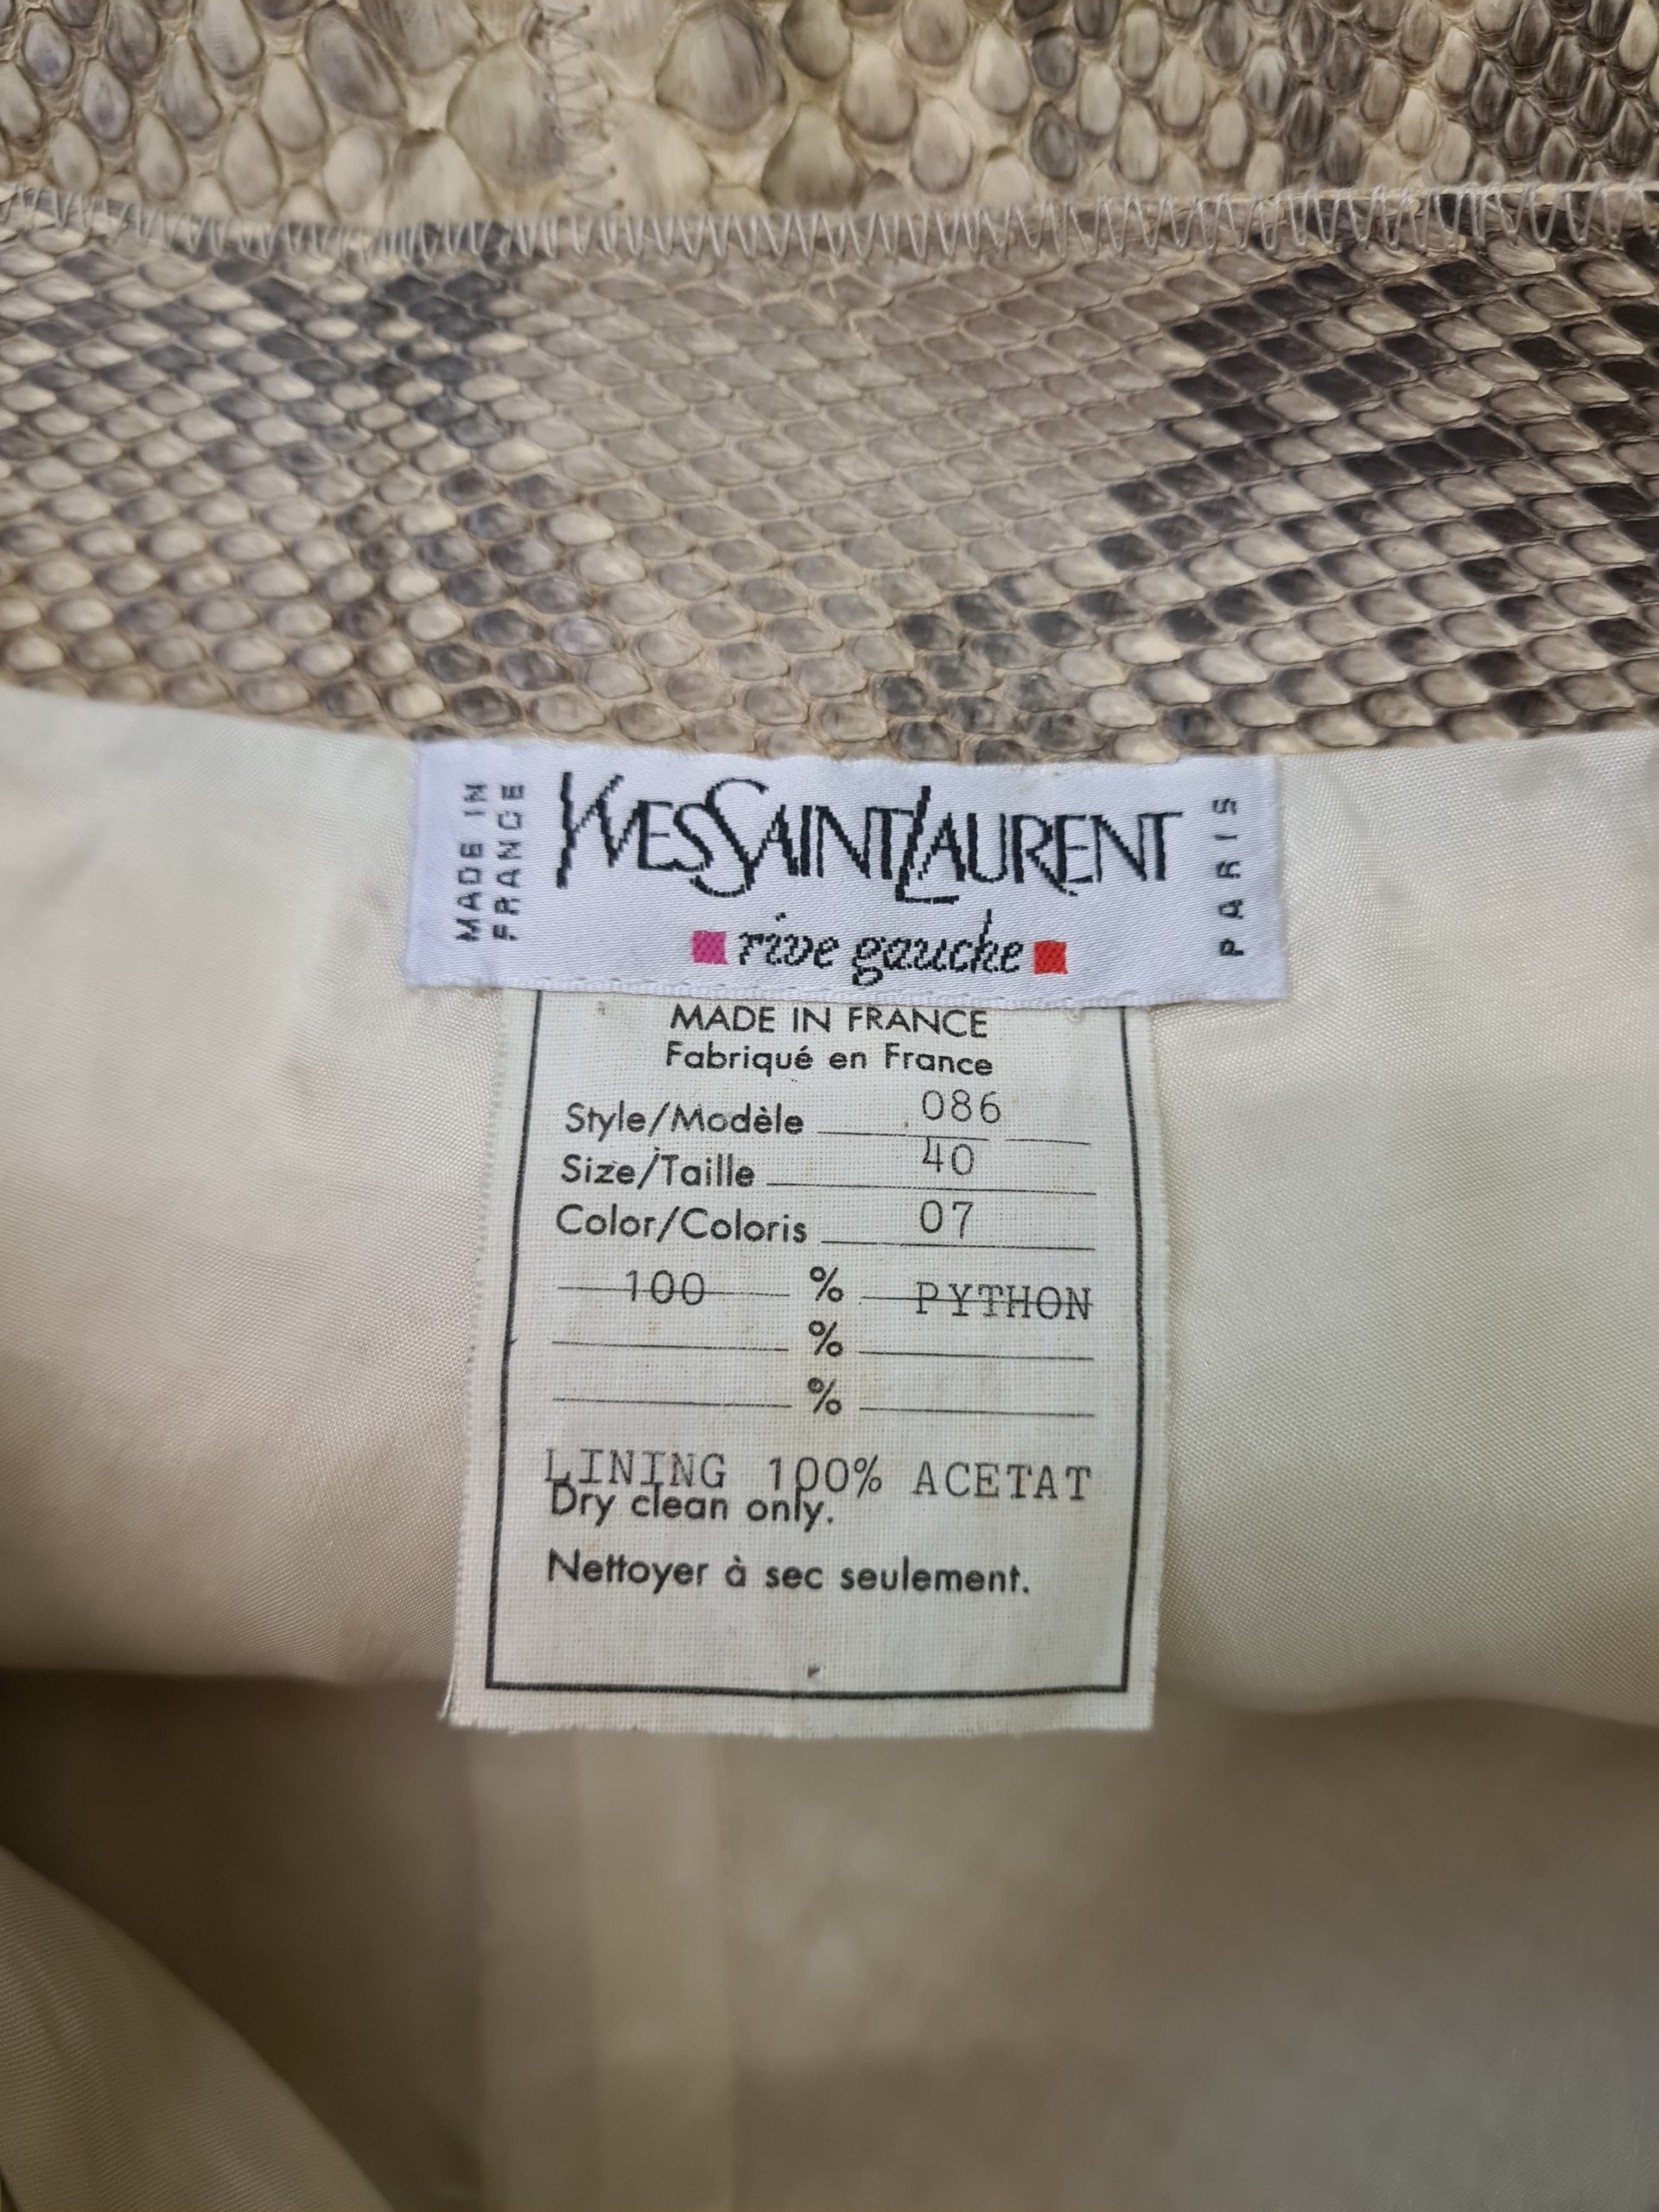 MADE IN
FRANCE
YVESSAINTLAURENT
rive gauche
PARIS
MADE IN FRANCE
Fabriqué en France
Style/Modèle 086
Size/Taille 40
Color/Coloris 07
100 % PYTHON
%
%
LINING 100% ACETAT
Dry clean only.
Nettoyer à sec seulement.